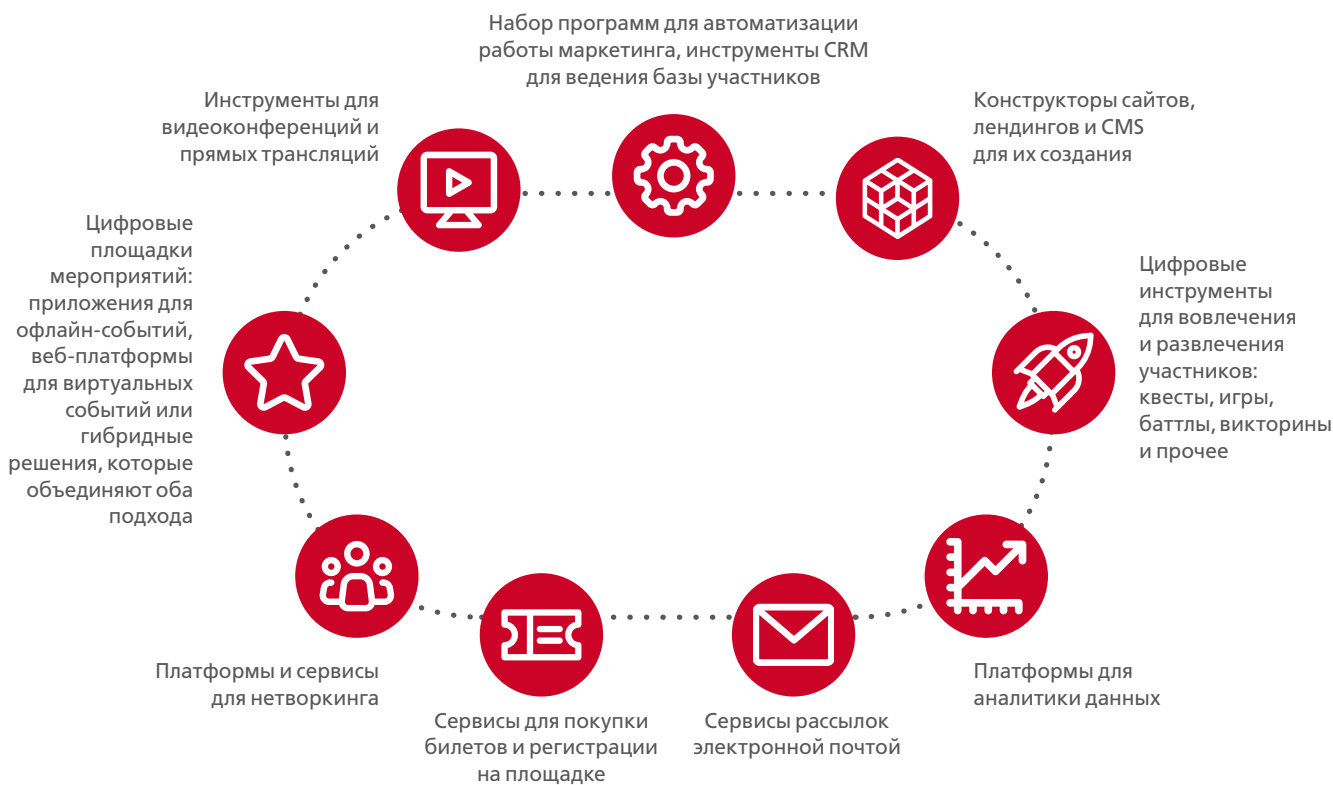 Набор программ для автоматизации
работы маркетинга, инструменты CRM
для ведения базы участников
Инструменты для
видеоконференций и
прямых трансляций
Конструкторы сайтов,
лендингов и CMS
для их создания
Цифровые
площадки
мероприятий:
приложения для
офлайн-событий,
веб-платформы
для виртуальных
событий или
гибридные
решения, которые
объединяют оба
подхода
Цифровые
инструменты
для вовлечения
и развлечения
участников:
квесты, игры,
баттлы, викторины
и прочее
Платформы и сервисы
для нетворкинга
Сервисы для покупки
билетов и регистрации
на площадке
Сервисы рассылок
электронной почтой
Платформы для
аналитики данных